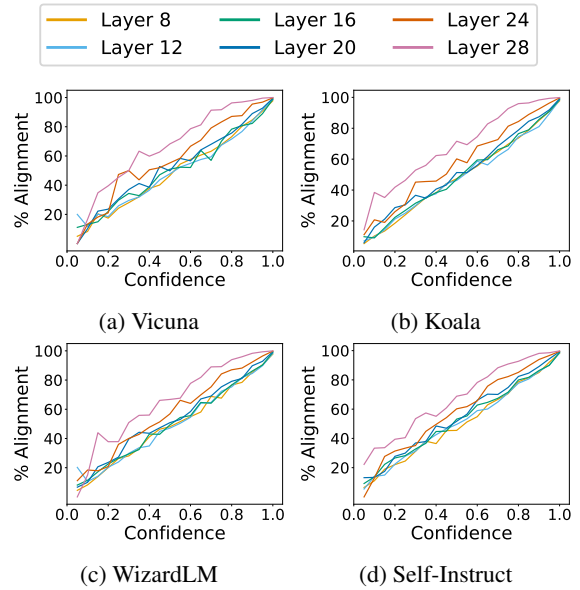 Layer 8 Layer 16 Layer 24
Layer 12 Layer 20 Layer 28
100
80
60
40
20
% Alignment
0.0 0.2 0.4 0.6 0.8 1.0
Confidence
(a) Vicuna
100
80
60
40
20
% Alignment
0.0 0.2 0.4 0.6 0.8 1.0
Confidence
(b) Koala
100
80
60
40
20
% Alignment
0.0 0.2 0.4 0.6 0.8 1.0
Confidence
(c) WizardLM
100
80
60
40
20
% Alignment
0.0 0.2 0.4 0.6 0.8 1.0
Confidence
(d) Self-Instruct